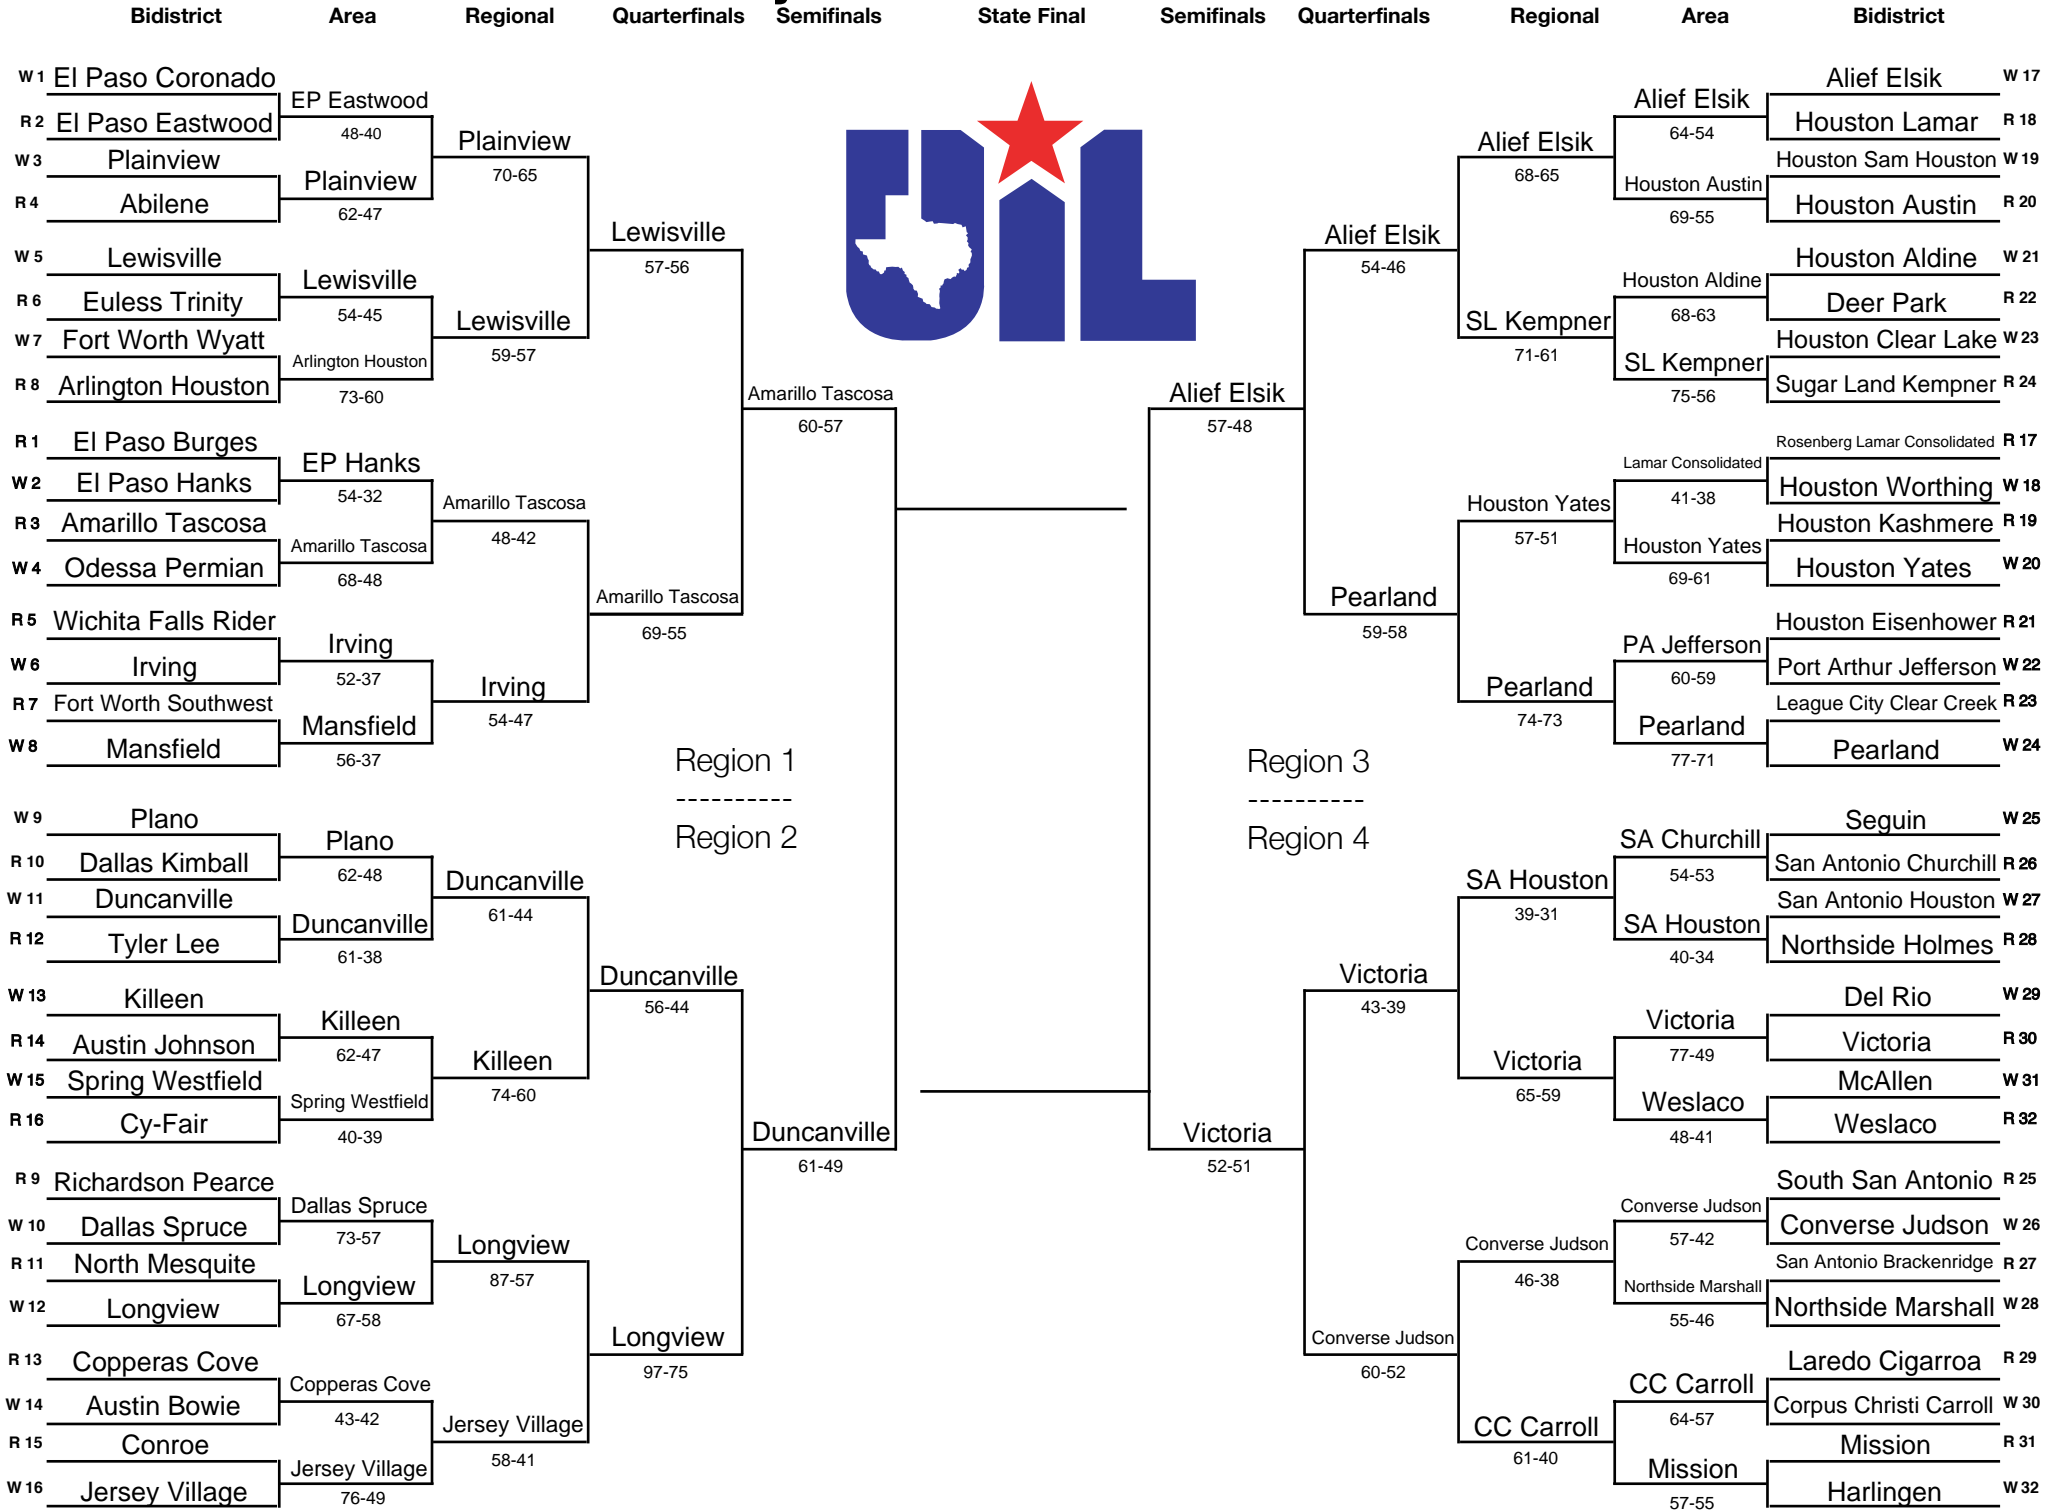 Bidistrict Area Regional Quarterfinals Semifinals State Final Semifinals Quarterfinals Regional Area Bidistrict
W 1 El Paso Coronado
EP Eastwood
48-40
R 2 El Paso Eastwood
Plainview
70-65
W 3 Plainview
Plainview
62-47
R 4 Abilene
Lewisville
57-56
W 5 Lewisville
Lewisville
54-45
R 6 Euless Trinity
Lewisville
59-57
W 7 Fort Worth Wyatt
Arlington Houston
73-60
R 8 Arlington Houston
Amarillo Tascosa
60-57
R 1 El Paso Burges
EP Hanks
54-32
W 2 El Paso Hanks
Amarillo Tascosa
48-42
R 3 Amarillo Tascosa
Amarillo Tascosa
68-48
W 4 Odessa Permian
Amarillo Tascosa
69-55
R 5 Wichita Falls Rider
Irving
52-37
W 6 Irving
Irving
54-47
R 7 Fort Worth Southwest
Mansfield
56-37
W 8 Mansfield
Region 1
----------
Region 2
W 9 Plano
Plano
62-48
R 10 Dallas Kimball
Duncanville
61-44
W 11 Duncanville
Duncanville
61-38
R 12 Tyler Lee
Duncanville
56-44
W 13 Killeen
Killeen
62-47
R 14 Austin Johnson
Killeen
74-60
W 15 Spring Westfield
Spring Westfield
40-39
R 16 Cy-Fair
Duncanville
61-49
R 9 Richardson Pearce
Dallas Spruce
73-57
W 10 Dallas Spruce
Longview
87-57
R 11 North Mesquite
Longview
67-58
W 12 Longview
Longview
97-75
R 13 Copperas Cove
Copperas Cove
43-42
W 14 Austin Bowie
Jersey Village
58-41
R 15 Conroe
Jersey Village
76-49
W 16 Jersey Village
UIL
Alief Elsik W 17
Alief Elsik
64-54
Houston Lamar R 18
Alief Elsik
68-65
Houston Sam Houston W 19
Houston Austin
69-55
Houston Austin R 20
Alief Elsik
54-46
Houston Aldine W 21
Houston Aldine
68-63
Deer Park R 22
SL Kempner
71-61
Houston Clear Lake W 23
SL Kempner
75-56
Sugar Land Kempner R 24
Alief Elsik
57-48
Rosenberg Lamar Consolidated R 17
Lamar Consolidated
41-38
Houston Worthing W 18
Houston Yates
57-51
Houston Kashmere R 19
Houston Yates
69-61
Houston Yates W 20
Pearland
59-58
Houston Eisenhower R 21
PA Jefferson
60-59
Port Arthur Jefferson W 22
Pearland
74-73
League City Clear Creek R 23
Pearland
77-71
Pearland W 24
Region 3
----------
Region 4
Seguin W 25
SA Churchill
54-53
San Antonio Churchill R 26
SA Houston
39-31
San Antonio Houston W 27
SA Houston
40-34
Northside Holmes R 28
Victoria
43-39
Del Rio W 29
Victoria
77-49
Victoria R 30
Victoria
65-59
McAllen W 31
Weslaco
48-41
Weslaco R 32
Victoria
52-51
South San Antonio R 25
Converse Judson
57-42
Converse Judson W 26
Converse Judson
46-38
San Antonio Brackenridge R 27
Northside Marshall
55-46
Northside Marshall W 28
Converse Judson
60-52
Laredo Cigarroa R 29
CC Carroll
64-57
Corpus Christi Carroll W 30
CC Carroll
61-40
Mission R 31
Mission
57-55
Harlingen W 32